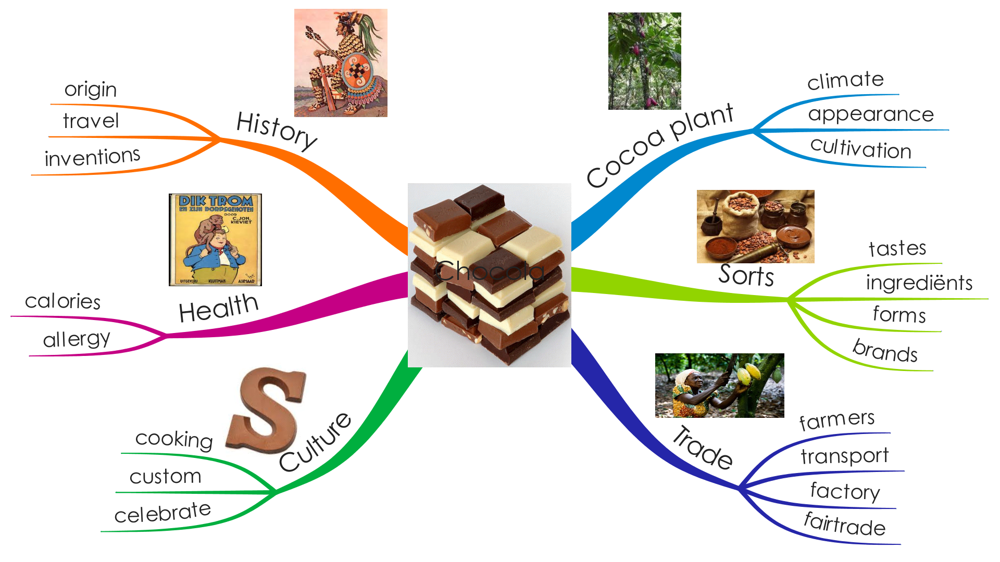 Chocola
History
origin
travel
inventions
DIK TROM
EN ZIJN DORPSGENOTEN
DOOR
C.JOH.
KIEVIET
UITGEVERIJ KLUITMAN ALKMAAR
Health
calories
allergy
Culture
cooking
custom
celebrate
Cocoa plant
climate
appearance
cultivation
Sorts
tastes
ingrediënts
forms
brands
Trade
farmers
transport
factory
fairtrade